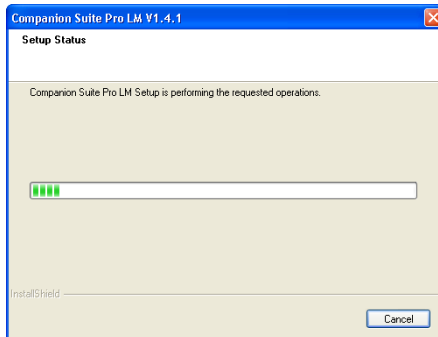 Companion Suite Pro LM V1.4.1
Setup Status
Companion Suite Pro LM Setup is performing the requested operations.
InstallShield
Cancel